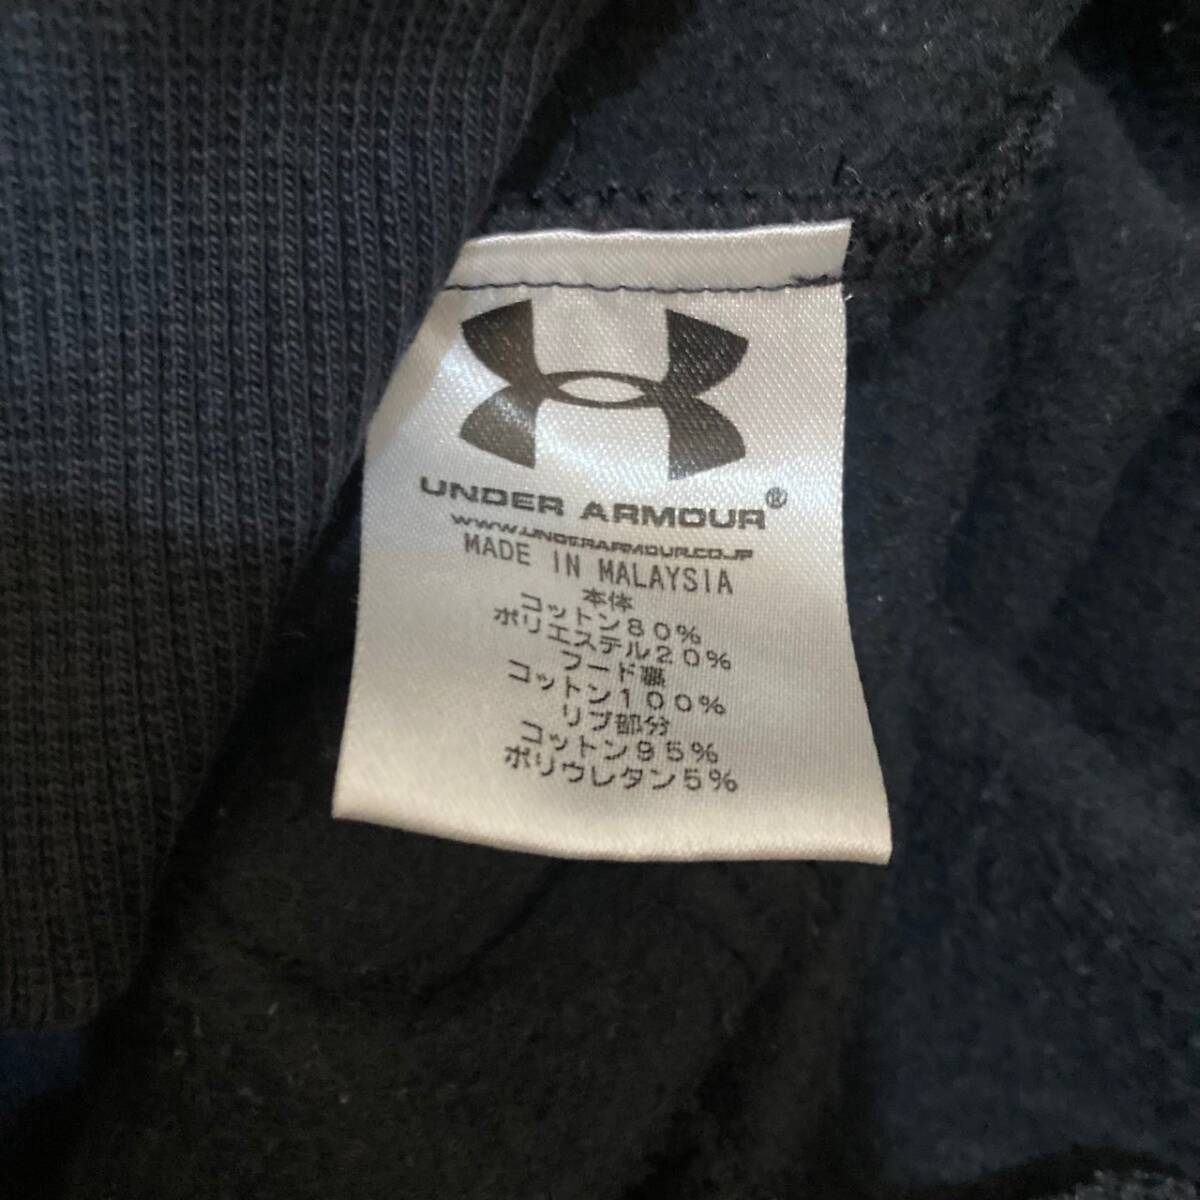 UNDER ARMOUR®
WWW.UNDERARMOUR.CO.JP
MADE IN MALAYSIA
本体
コットン80%
ポリエステル20%
フード裏
コットン100%
リブ部分
コットン95%
ポリウレタン5%